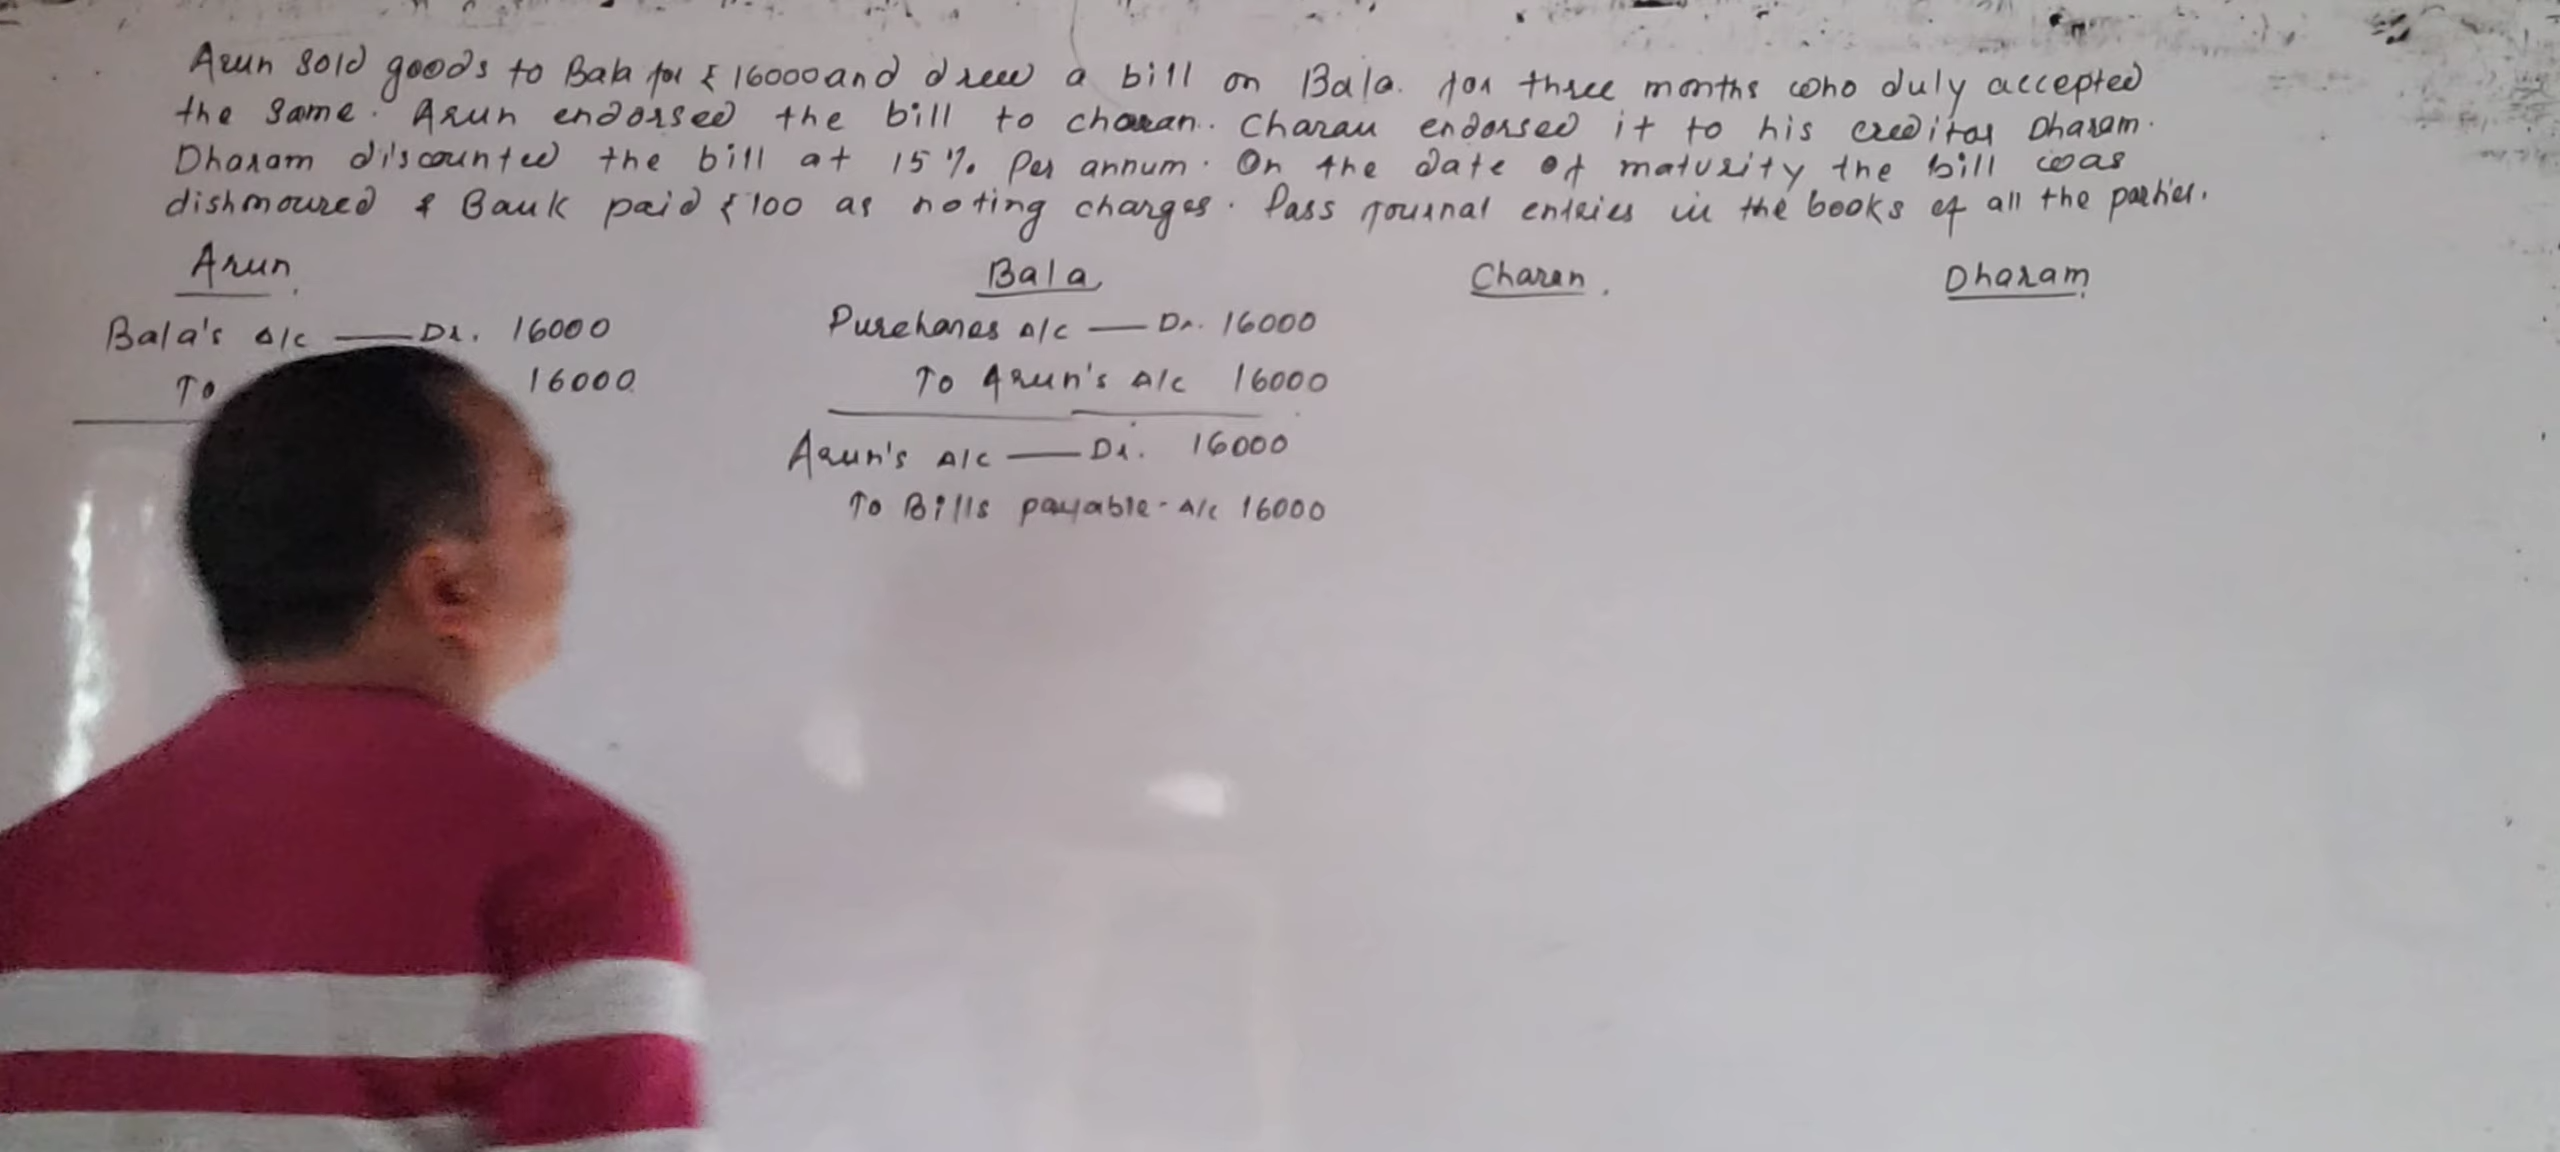 Arun sold goods to Bala for ₹ 16000 and drew a bill on Bala. for three months who duly accepted
the same. Arun endorsed the bill to charan. Charan endorsed it to his creditor Dharam.
Dharam discounted the bill at 15% Per annum. On the date of maturity the bill was
dishonoured & Bank paid ₹100 as noting charges. Pass journal entries in the books of all the parties.
Arun. Bala Charan. Dharam
Bala's A/c — Dr. 16000 Purchases A/c — Dr. 16000
To 16000 To Arun's A/c 16000
Arun's A/c — Dr. 16000
To Bills payable A/c 16000